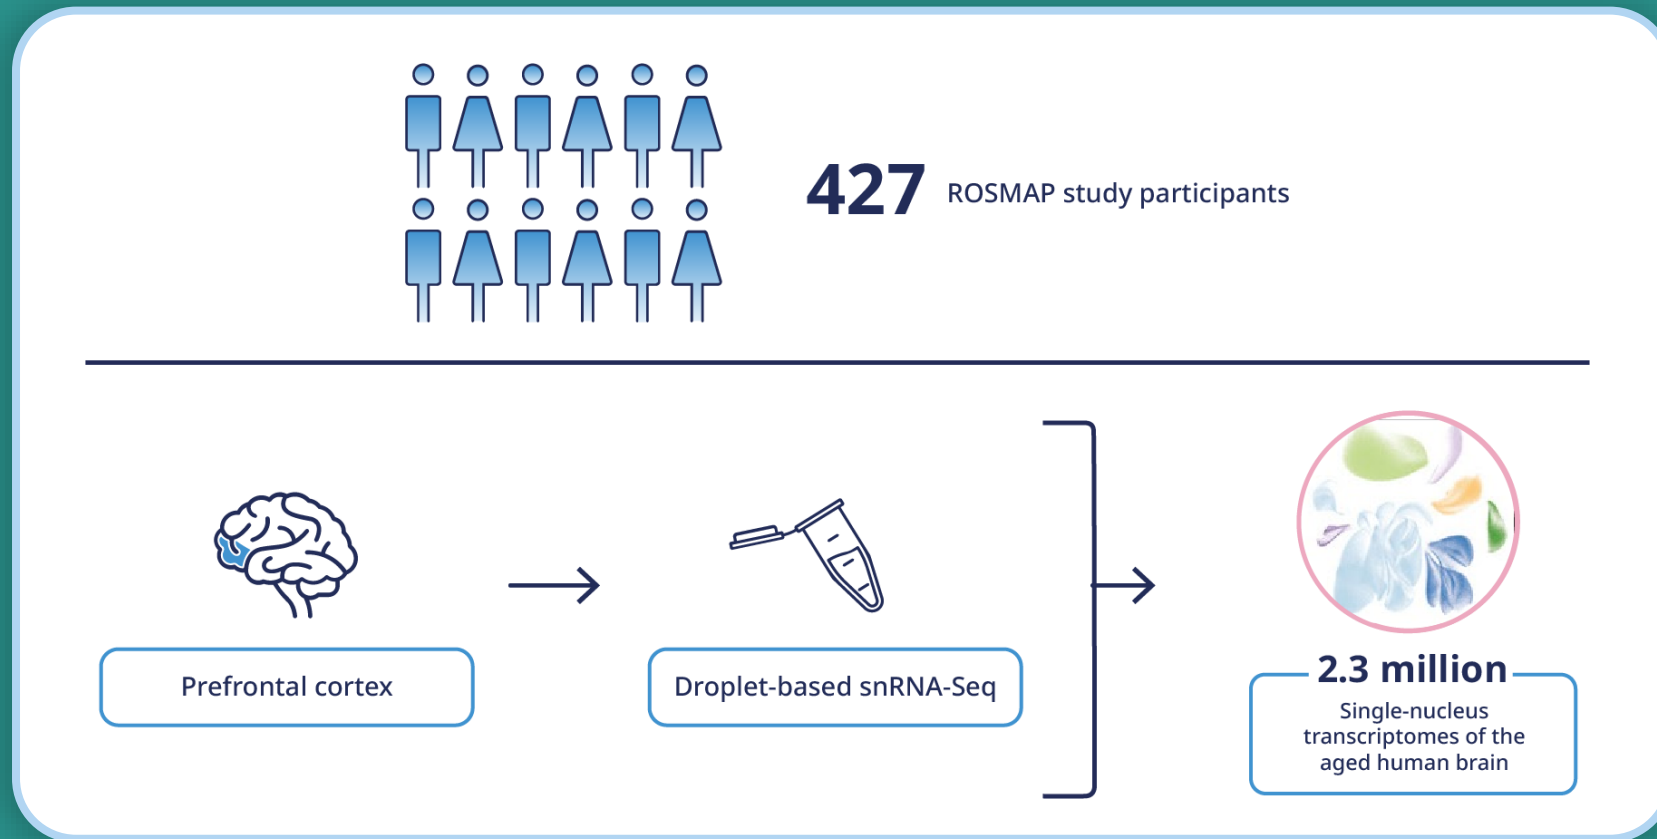 427 ROSMAP study participants
Prefrontal cortex
Droplet-based snRNA-Seq
2.3 million
Single-nucleus
transcriptomes of the
aged human brain